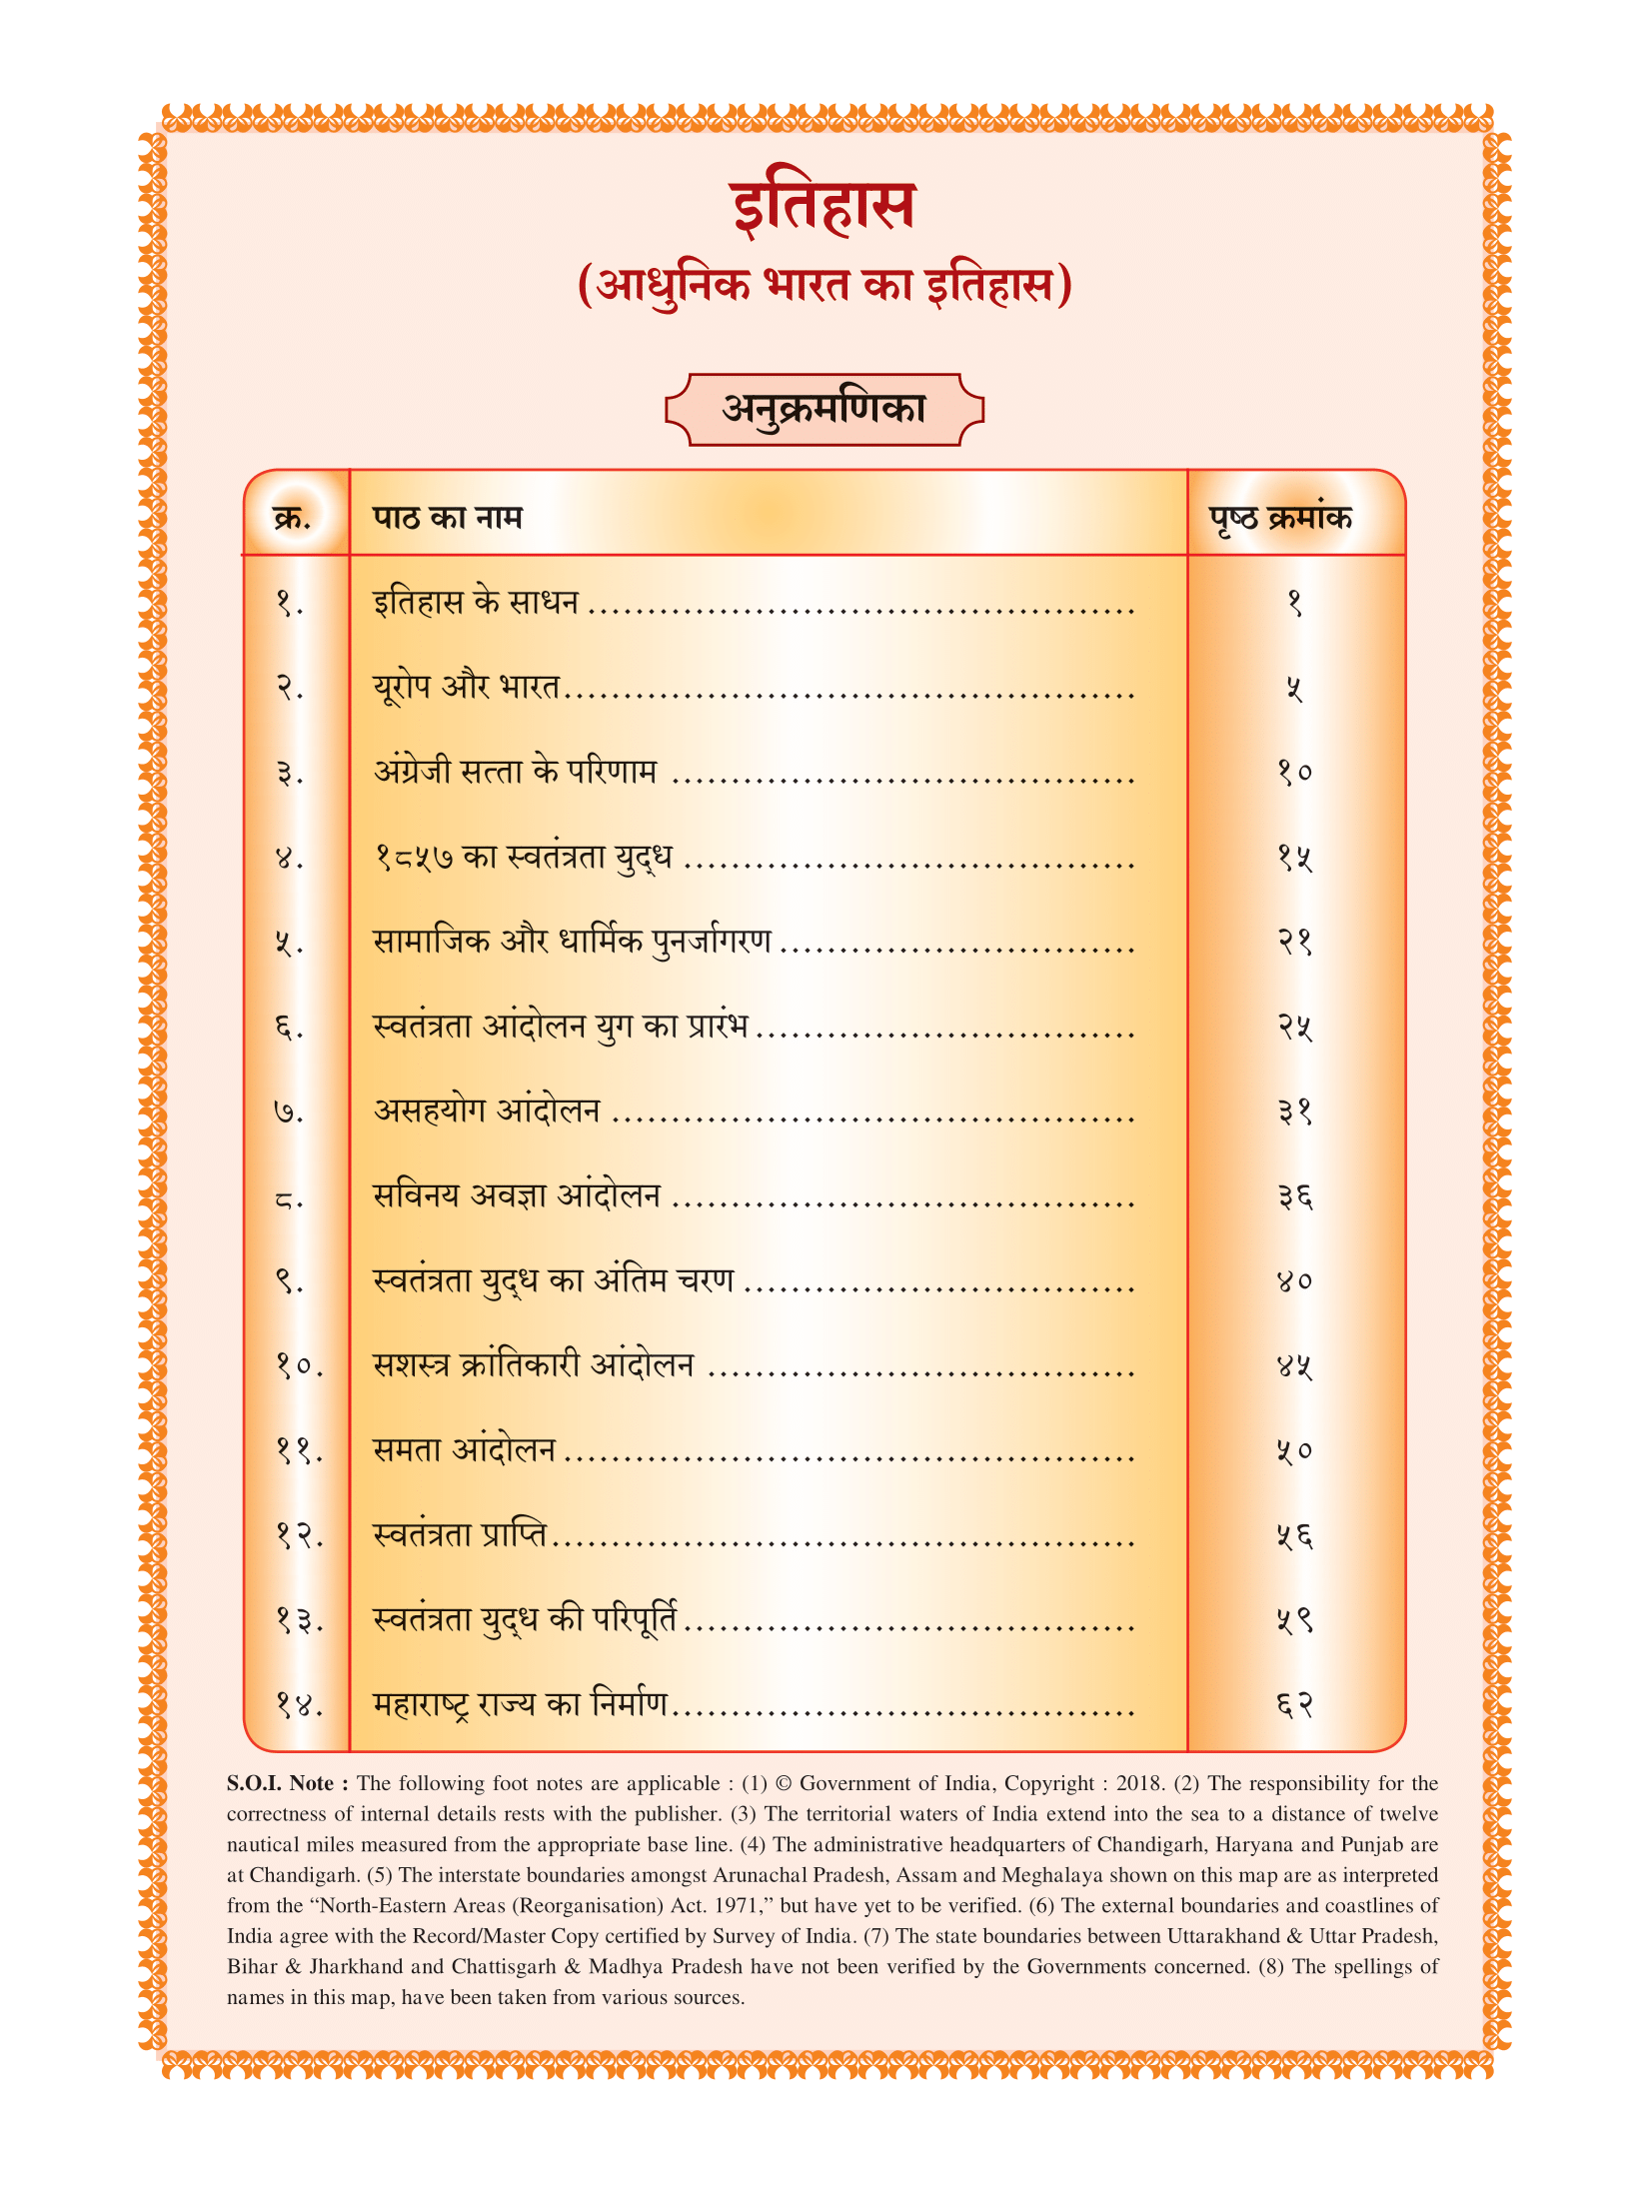 इतिहास
(आधुनिक भारत का इतिहास)
अनुक्रमणिका
क्र. पाठ का नाम पृष्ठ क्रमांक
१. इतिहास के साधन .............................................. १
२. यूरोप और भारत................................................ ५
३. अंग्रेजी सत्ता के परिणाम ....................................... १०
४. १८५७ का स्वतंत्रता युद्ध ...................................... १५
५. सामाजिक और धार्मिक पुनर्जागरण .............................. २१
६. स्वतंत्रता आंदोलन युग का प्रारंभ ................................ २५
७. असहयोग आंदोलन ............................................ ३१
८. सविनय अवज्ञा आंदोलन ....................................... ३६
९. स्वतंत्रता युद्ध का अंतिम चरण ................................. ४०
१०. सशस्त्र क्रांतिकारी आंदोलन .................................... ४५
११. समता आंदोलन ................................................ ५०
१२. स्वतंत्रता प्राप्ति................................................. ५६
१३. स्वतंत्रता युद्ध की परिपूर्ति ...................................... ५९
१४. महाराष्ट्र राज्य का निर्माण....................................... ६२
S.O.I. Note : The following foot notes are applicable : (1) © Government of India, Copyright : 2018. (2) The responsibility for the
correctness of internal details rests with the publisher. (3) The territorial waters of India extend into the sea to a distance of twelve
nautical miles measured from the appropriate base line. (4) The administrative headquarters of Chandigarh, Haryana and Punjab are
at Chandigarh. (5) The interstate boundaries amongst Arunachal Pradesh, Assam and Meghalaya shown on this map are as interpreted
from the “North-Eastern Areas (Reorganisation) Act. 1971,” but have yet to be verified. (6) The external boundaries and coastlines of
India agree with the Record/Master Copy certified by Survey of India. (7) The state boundaries between Uttarakhand & Uttar Pradesh,
Bihar & Jharkhand and Chattisgarh & Madhya Pradesh have not been verified by the Governments concerned. (8) The spellings of
names in this map, have been taken from various sources.